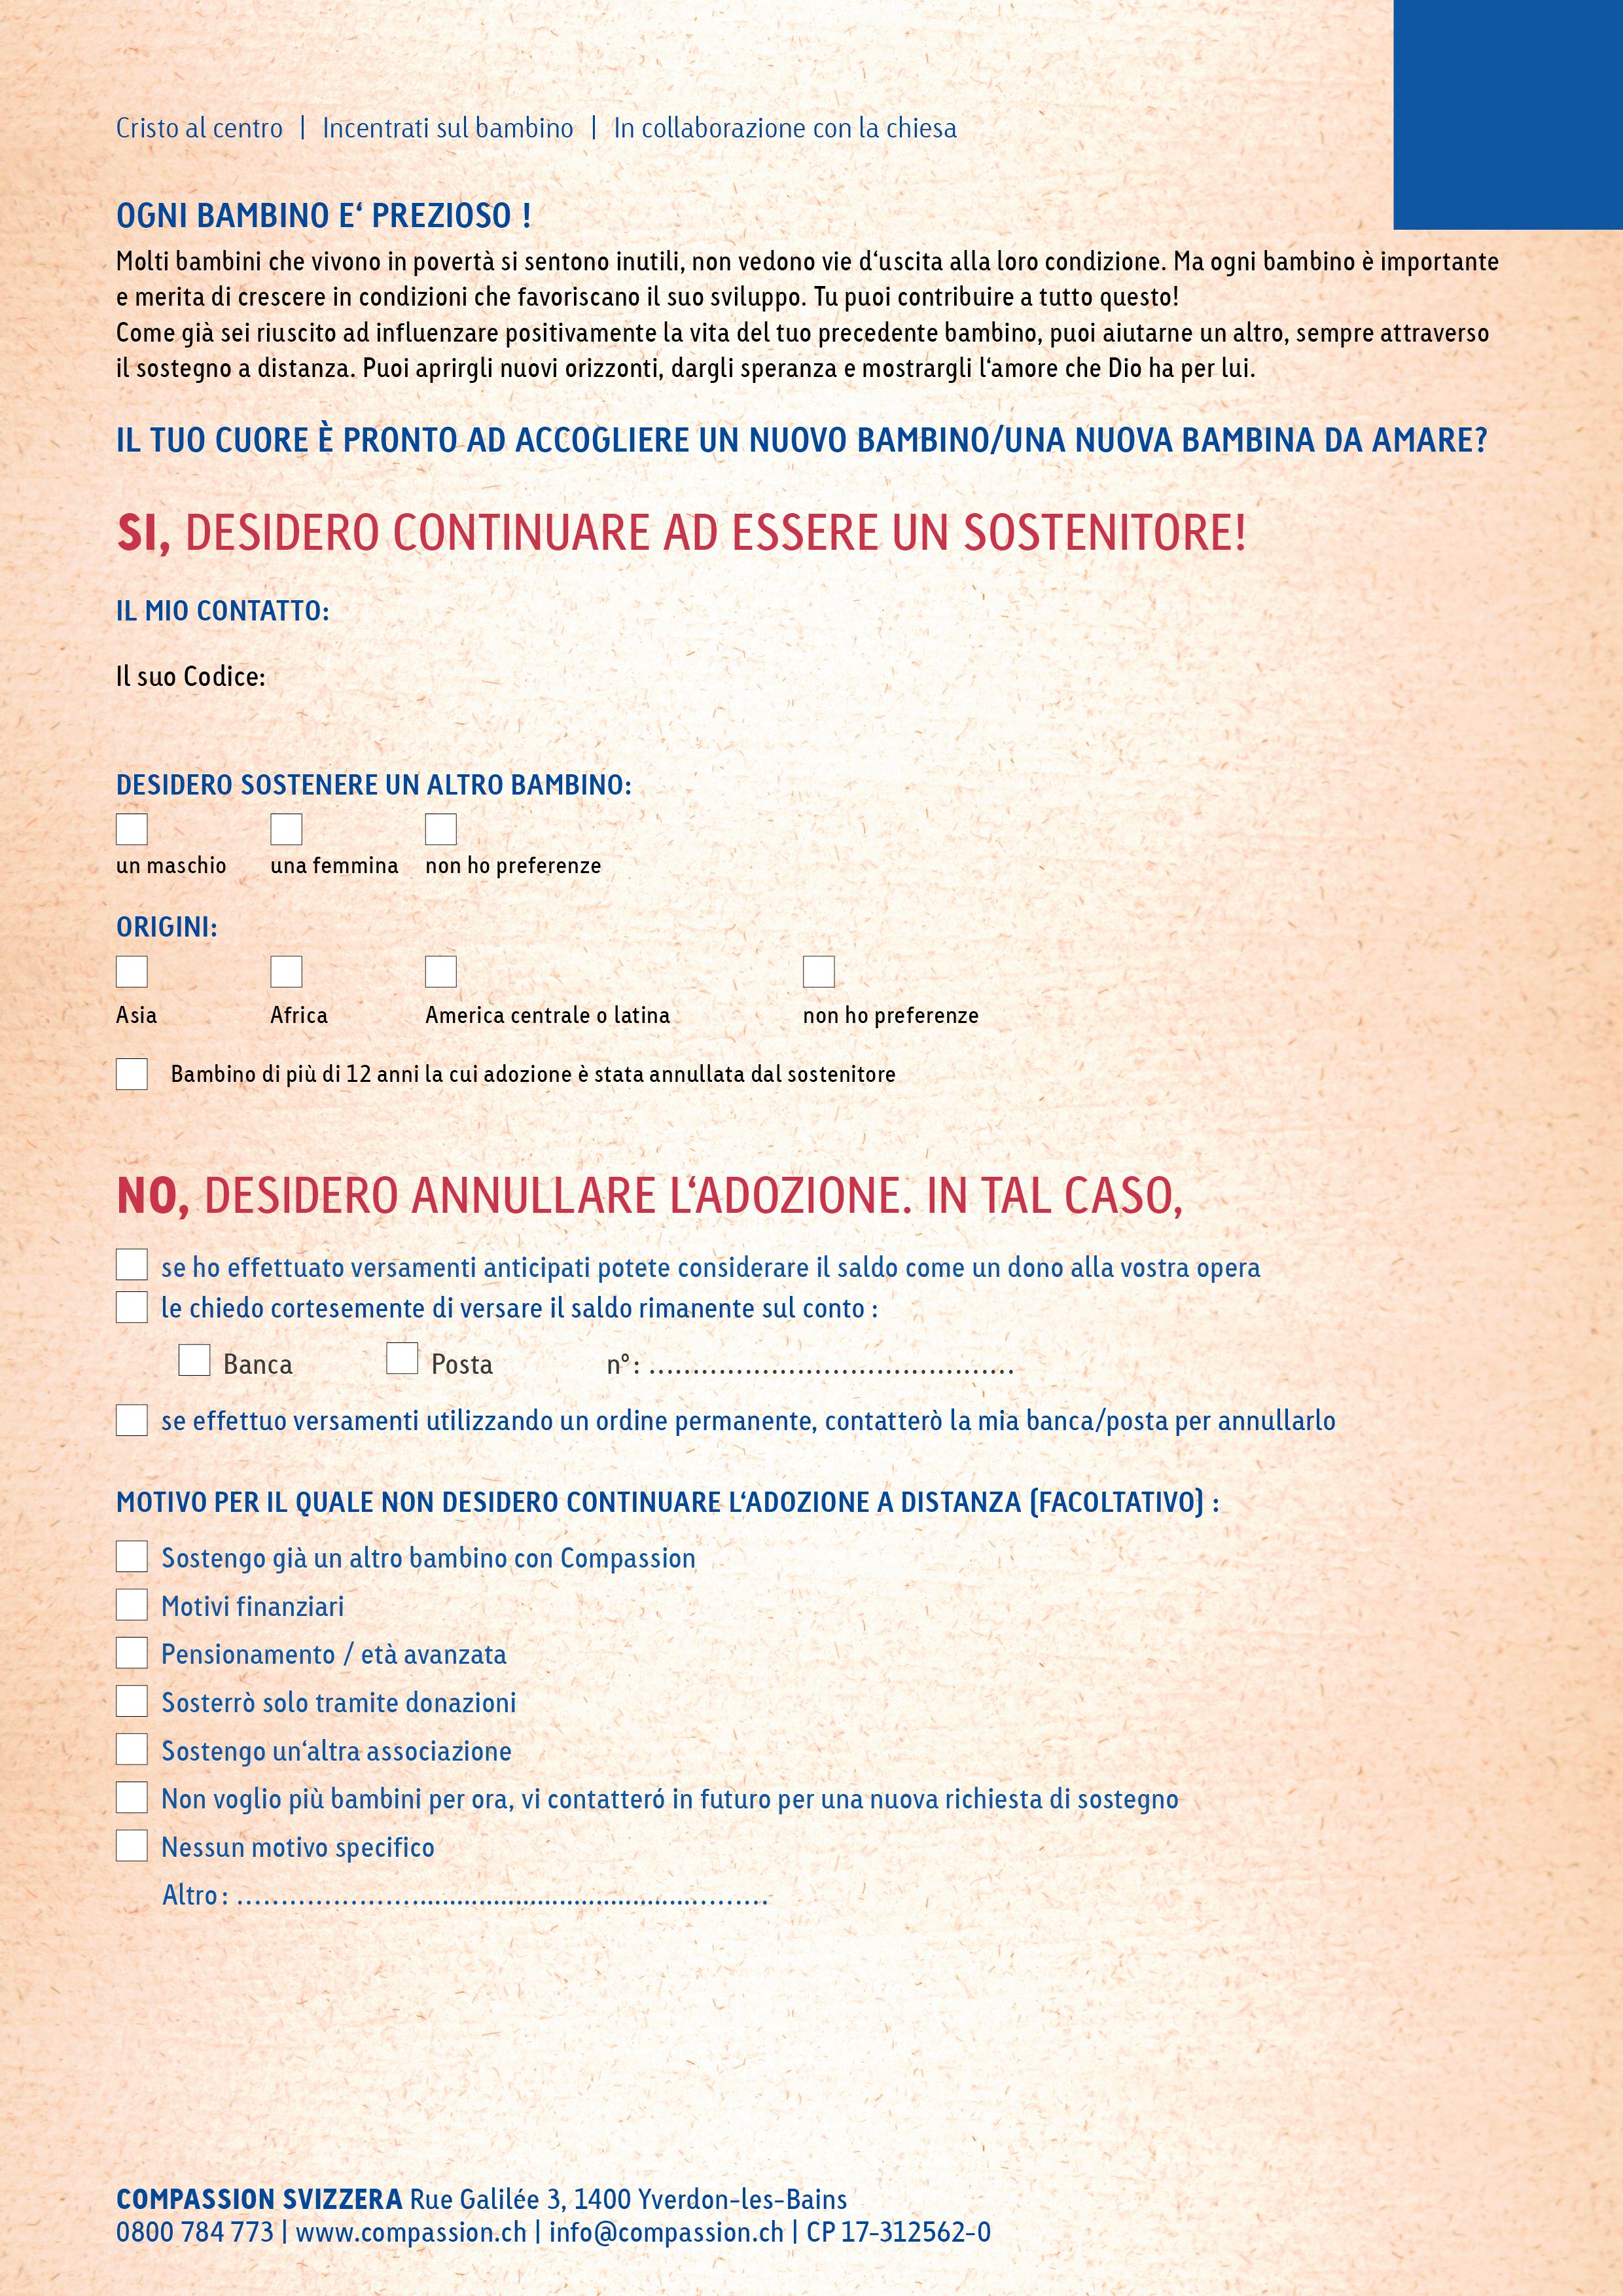 Cristo al centro | Incentrati sul bambino | In collaborazione con la chiesa
OGNI BAMBINO E‘ PREZIOSO !
Molti bambini che vivono in povertà si sentono inutili, non vedono vie d‘uscita alla loro condizione. Ma ogni bambino è importante
e merita di crescere in condizioni che favoriscano il suo sviluppo. Tu puoi contribuire a tutto questo!
Come già sei riuscito ad influenzare positivamente la vita del tuo precedente bambino, puoi aiutarne un altro, sempre attraverso
il sostegno a distanza. Puoi aprirgli nuovi orizzonti, dargli speranza e mostrargli l‘amore che Dio ha per lui.
IL TUO CUORE È PRONTO AD ACCOGLIERE UN NUOVO BAMBINO/UNA NUOVA BAMBINA DA AMARE?
SI, DESIDERO CONTINUARE AD ESSERE UN SOSTENITORE!
IL MIO CONTATTO:
Il suo Codice:
DESIDERO SOSTENERE UN ALTRO BAMBINO:
un maschio una femmina non ho preferenze
ORIGINI:
Asia Africa America centrale o latina non ho preferenze
Bambino di più di 12 anni la cui adozione è stata annullata dal sostenitore
NO, DESIDERO ANNULLARE L‘ADOZIONE. IN TAL CASO,
se ho effettuato versamenti anticipati potete considerare il saldo come un dono alla vostra opera
le chiedo cortesemente di versare il saldo rimanente sul conto :
Banca Posta n°: ..........................................
se effettuo versamenti utilizzando un ordine permanente, contatterò la mia banca/posta per annullarlo
MOTIVO PER IL QUALE NON DESIDERO CONTINUARE L‘ADOZIONE A DISTANZA (FACOLTATIVO) :
Sostengo già un altro bambino con Compassion
Motivi finanziari
Pensionamento / età avanzata
Sosterrò solo tramite donazioni
Sostengo un‘altra associazione
Non voglio più bambini per ora, vi contatteró in futuro per una nuova richiesta di sostegno
Nessun motivo specifico
Altro: ......................................................................
COMPASSION SVIZZERA Rue Galilée 3, 1400 Yverdon-les-Bains
0800 784 773 | www.compassion.ch | info@compassion.ch | CP 17-312562-0